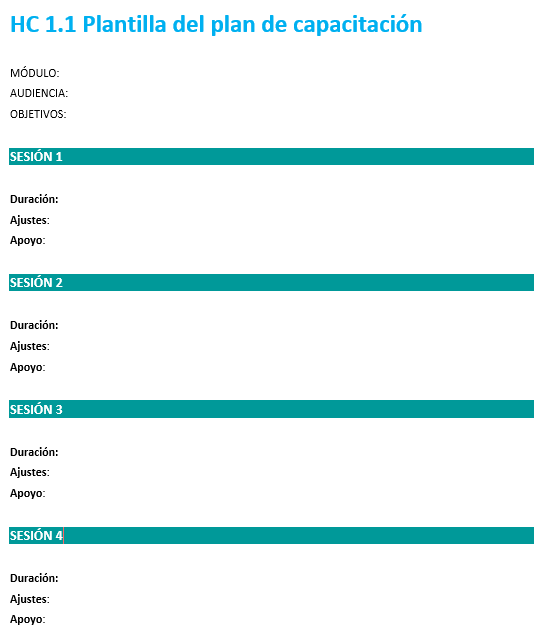 HC 1.1 Plantilla del plan de capacitación
MÓDULO:
AUDIENCIA:
OBJETIVOS:
SESIÓN 1
Duración:
Ajustes:
Apoyo:
SESIÓN 2
Duración:
Ajustes:
Apoyo:
SESIÓN 3
Duración:
Ajustes:
Apoyo:
SESIÓN 4
Duración:
Ajustes:
Apoyo: